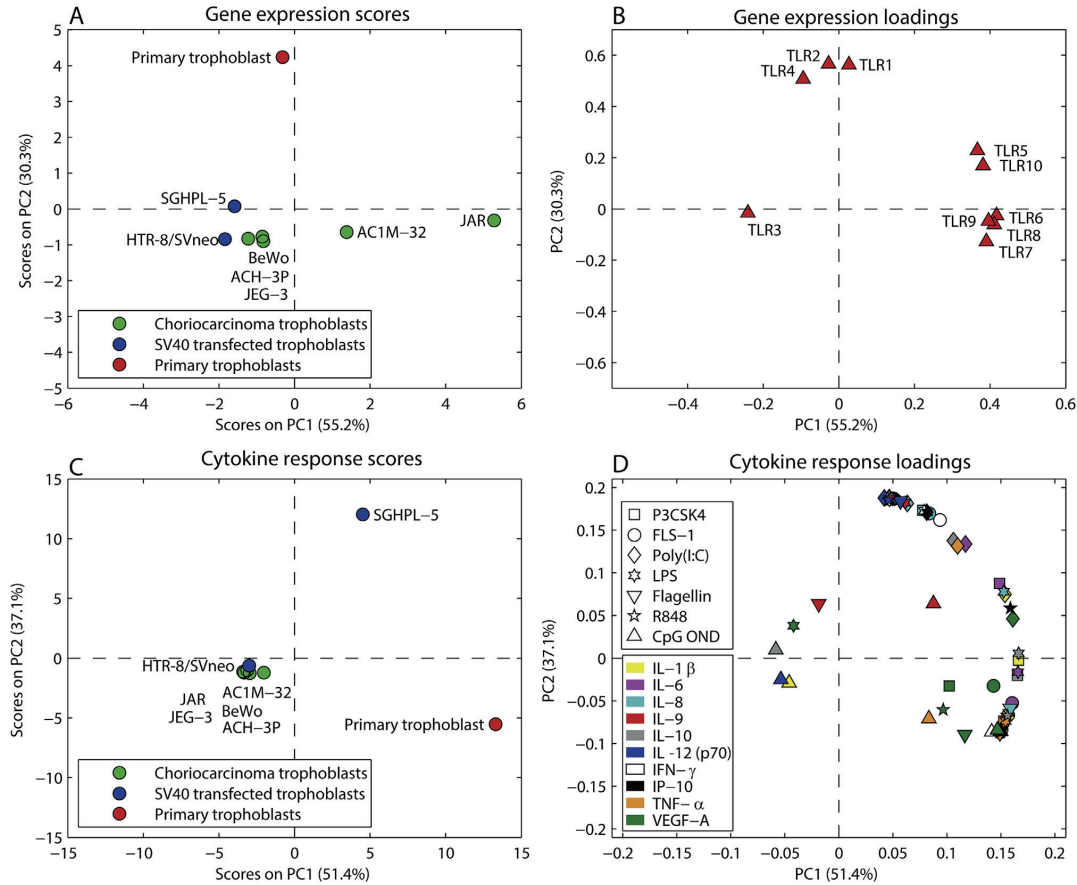 A
Gene expression scores
Primary trophoblast
SGHPL−5
HTR-8/SVneo
BeWo
ACH−3P
JEG−3
AC1M−32
JAR
Choriocarcinoma trophoblasts
SV40 transfected trophoblasts
Primary trophoblasts
5
4
3
2
1
0
−1
−2
−3
−4
−5
−6
−4
−2
0
2
4
6
Scores on PC2 (30.3%)
Scores on PC1 (55.2%)
B
Gene expression loadings
TLR2
TLR1
TLR4
TLR5
TLR10
TLR3
TLR9
TLR6
TLR8
TLR7
0.6
0.4
0.2
0
−0.2
−0.4
−0.6
−0.4
−0.2
0
0.2
0.4
0.6
PC2 (30.3%)
PC1 (55.2%)
C
Cytokine response scores
SGHPL−5
HTR−8/SVneo
JAR
JEG−3
AC1M−32
BeWo
ACH−3P
Primary trophoblast
Choriocarcinoma trophoblasts
SV40 transfected trophoblasts
Primary trophoblasts
15
10
5
0
−5
−10
−15
−15
−10
−5
0
5
10
15
Scores on PC2 (37.1%)
Scores on PC1 (51.4%)
D
Cytokine response loadings
P3CSK4
FLS−1
Poly(I:C)
LPS
Flagellin
R848
CpG OND
IL−1 β
IL−6
IL−8
IL−9
IL−10
IL -12 (p70)
IFN− γ
IP−10
TNF− α
VEGF−A
0.2
0.15
0.1
0.05
0
−0.05
−0.1
−0.15
−0.2
−0.2
−0.15
−0.1
−0.05
0
0.05
0.1
0.15
0.2
PC2 (37.1%)
PC1 (51.4%)